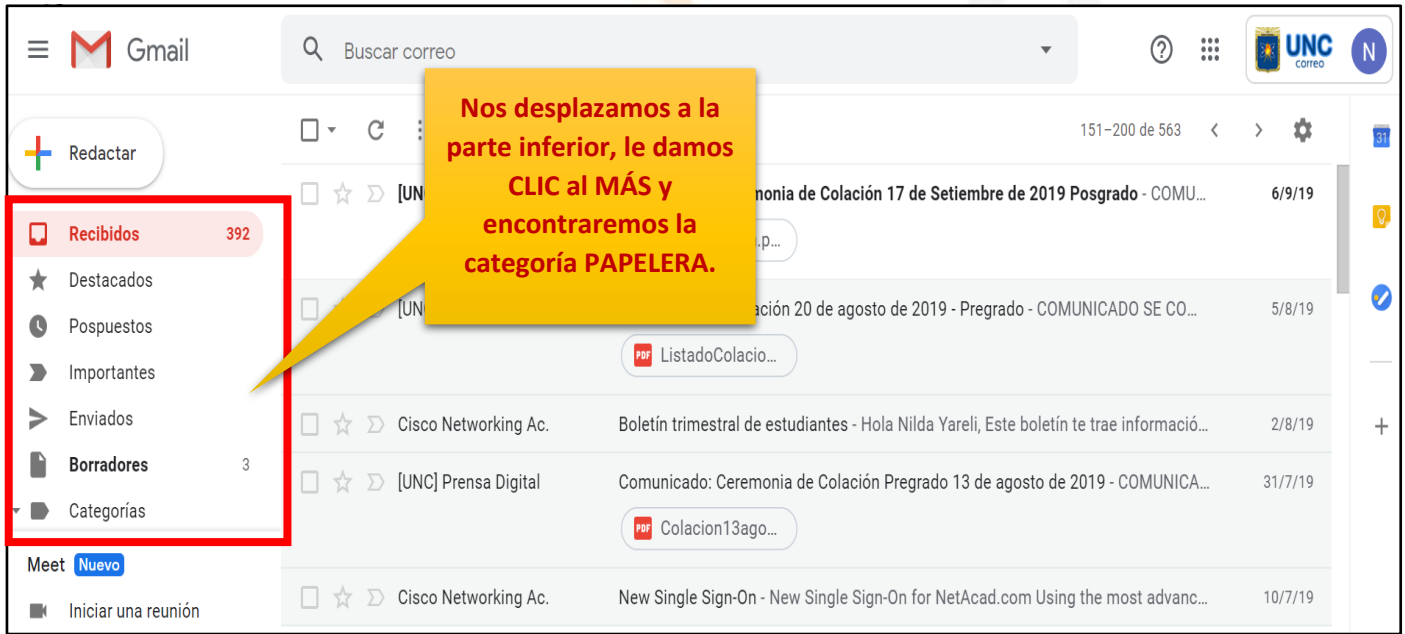 Gmail
Buscar correo
UNC
correo
N
Nos desplazamos a la
parte inferior, le damos
CLIC al MÁS y
encontraremos la
categoría PAPELERA.
Redactar
151–200 de 563
31
Recibidos 392
Destacados
Pospuestos
Importantes
Enviados
Borradores 3
Categorías
Meet Nuevo
Iniciar una reunión
[UN
monia de Colación 17 de Setiembre de 2019 Posgrado - COMU... 6/9/19
.p...
[UN
ación 20 de agosto de 2019 - Pregrado - COMUNICADO SE CO... 5/8/19
PDF ListadoColacio...
Cisco Networking Ac. Boletín trimestral de estudiantes - Hola Nilda Yareli, Este boletín te trae informació... 2/8/19
[UNC] Prensa Digital Comunicado: Ceremonia de Colación Pregrado 13 de agosto de 2019 - COMUNICA... 31/7/19
PDF Colacion13ago...
Cisco Networking Ac. New Single Sign-On - New Single Sign-On for NetAcad.com Using the most advanc... 10/7/19